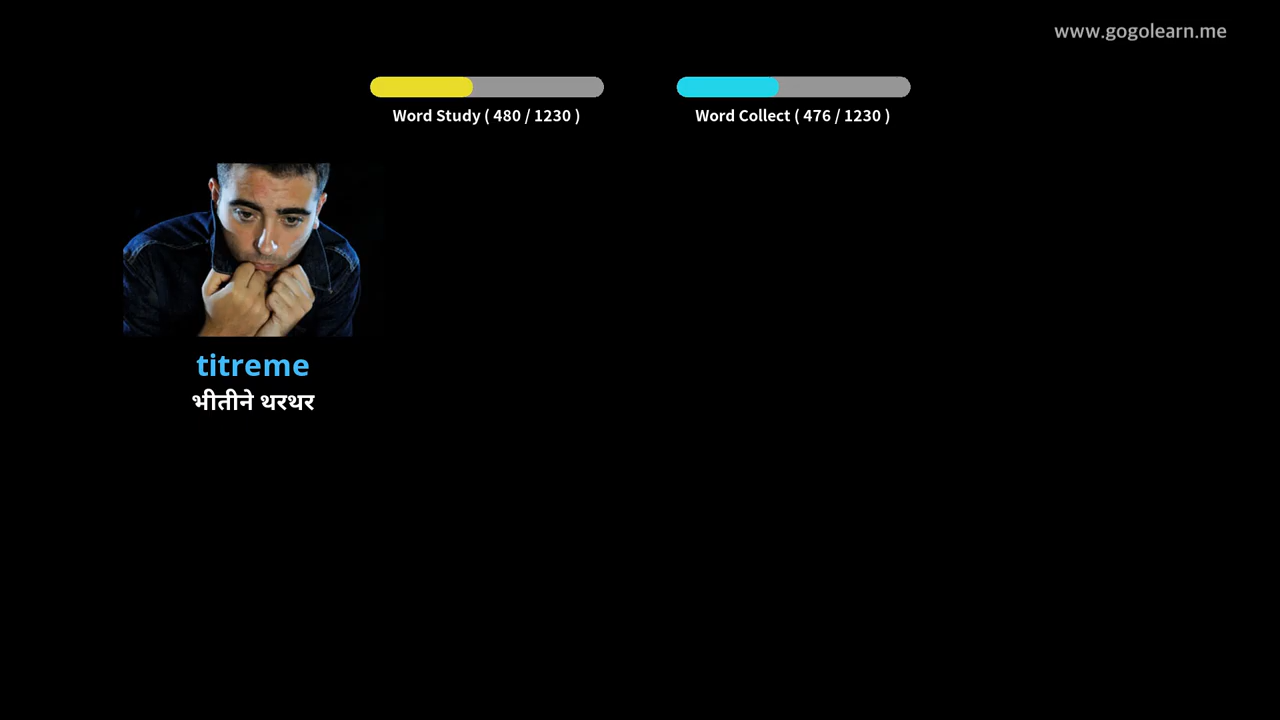 www.gogolearn.me
Word Study ( 480 / 1230 )
Word Collect ( 476 / 1230 )
titreme
भीतीने थरथर